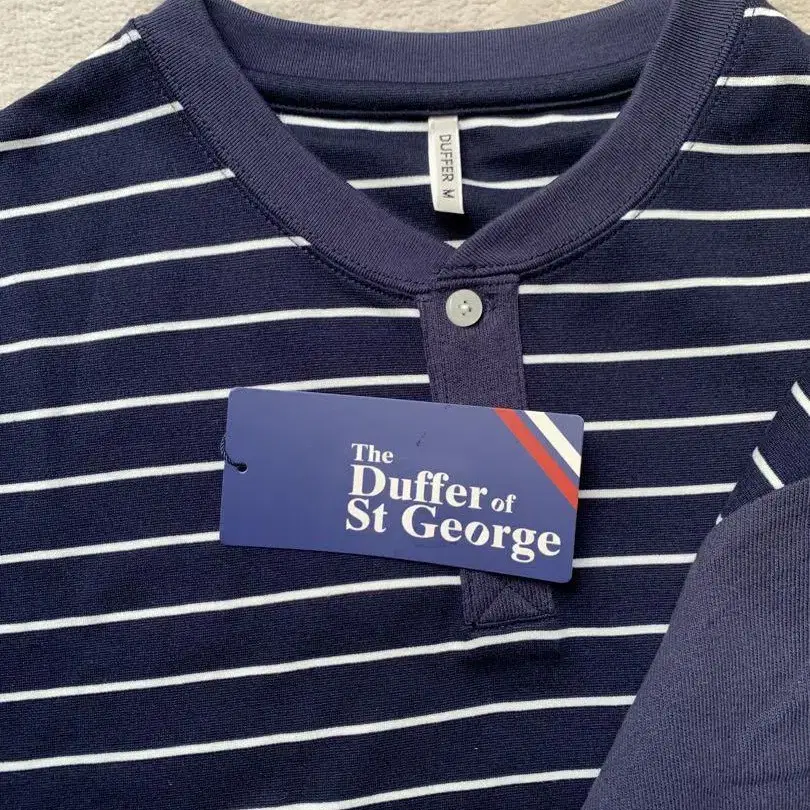 DUFFER M
The
Duffer of
St George